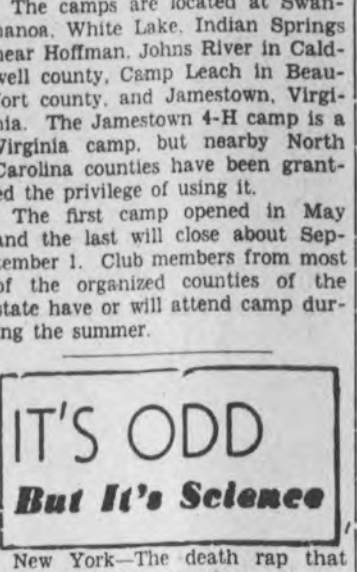 The camps are located at Swan-
nanoa, White Lake, Indian Springs
near Hoffman, Johns River in Cald-
well county, Camp Leach in Beau-
fort county, and Jamestown, Virgi-
nia. The Jamestown 4-H camp is a
Virginia camp, but nearby North
Carolina counties have been grant-
ed the privilege of using it.
The first camp opened in May
and the last will close about Sep-
tember 1. Club members from most
of the organized counties of the
state have or will attend camp dur-
ing the summer.
IT'S ODD
But It's Science
New York—The death rap that